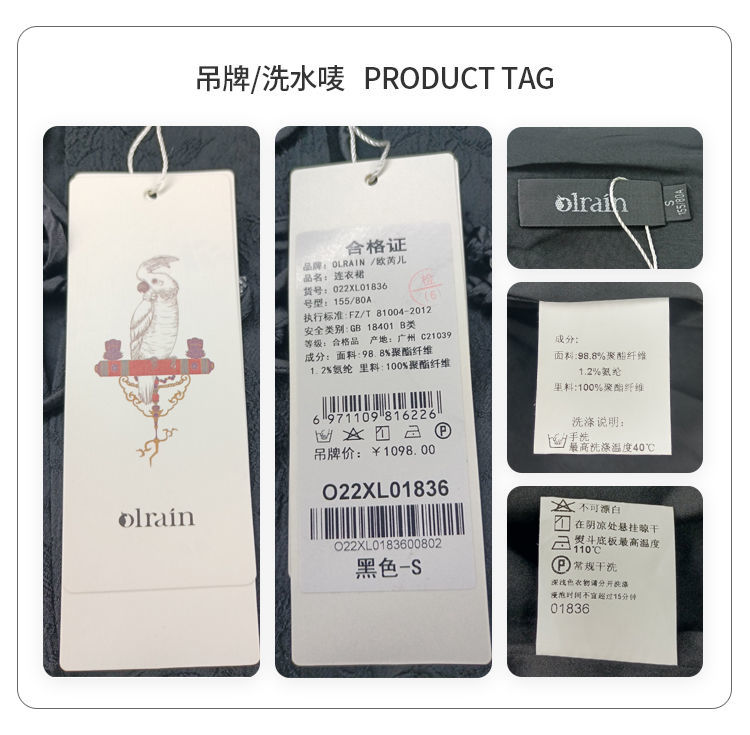 吊牌/洗水唛 PRODUCT TAG
olrain
合格证
品牌：OLRAIN /欧芮儿
品名：连衣裙
货号：O22XL01836
号型：155/80A
检
(6)
执行标准:FZ/T 81004-2012
安全类别:GB 18401 B类
等级：合格品 产地：广州 C21039
成分：面料：98.8%聚酯纤维
1.2%氨纶 里料：100%聚酯纤维
6 971109 816226
吊牌价：￥1098.00
O22XL01836
O22XL0183600802
黑色-S
olrain
S
155/80A
成分:
面料:98.8%聚酯纤维
1.2%氨纶
里料:100%聚酯纤维
洗涤说明:
手洗
最高洗涤温度40℃
不可漂白
在阴凉处悬挂晾干
熨斗底板最高温度
110℃
常规干洗
深浅色衣物请分开洗涤
浸泡时间不宜超过15分钟
01836